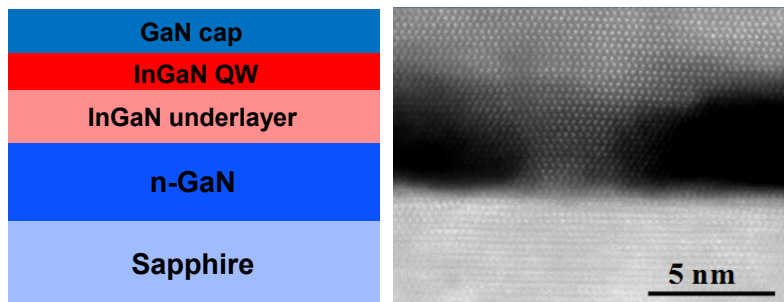 GaN cap
InGaN QW
InGaN underlayer
n-GaN
Sapphire
5 nm